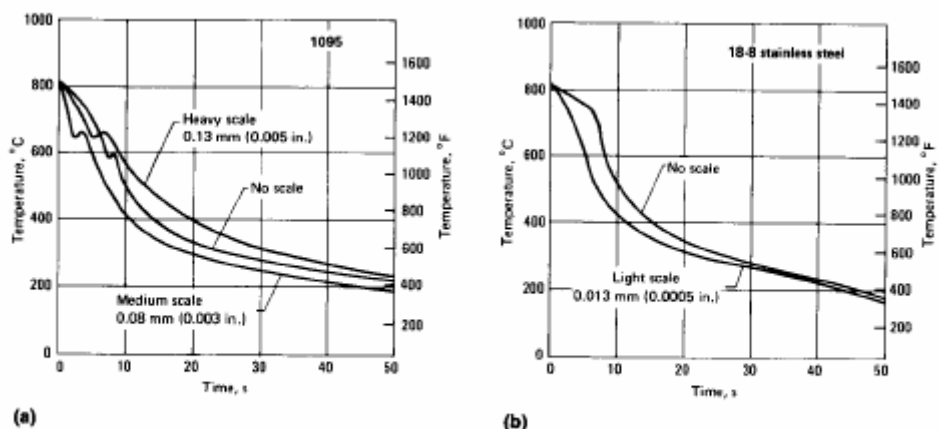 1095
Heavy scale
0.13 mm (0.005 in.)
No scale
Medium scale
0.08 mm (0.003 in.)
Temperature, °C
1000
800
600
400
200
0
Temperature, °F
1600
1400
1200
1000
800
600
400
200
0 10 20 30 40 50
Time, s
(a)
18-8 stainless steel
No scale
Light scale
0.013 mm (0.0005 in.)
Temperature, °C
1000
800
600
400
200
0
Temperature, °F
1600
1400
1200
1000
800
600
400
200
0 10 20 30 40 50
Time, s
(b)